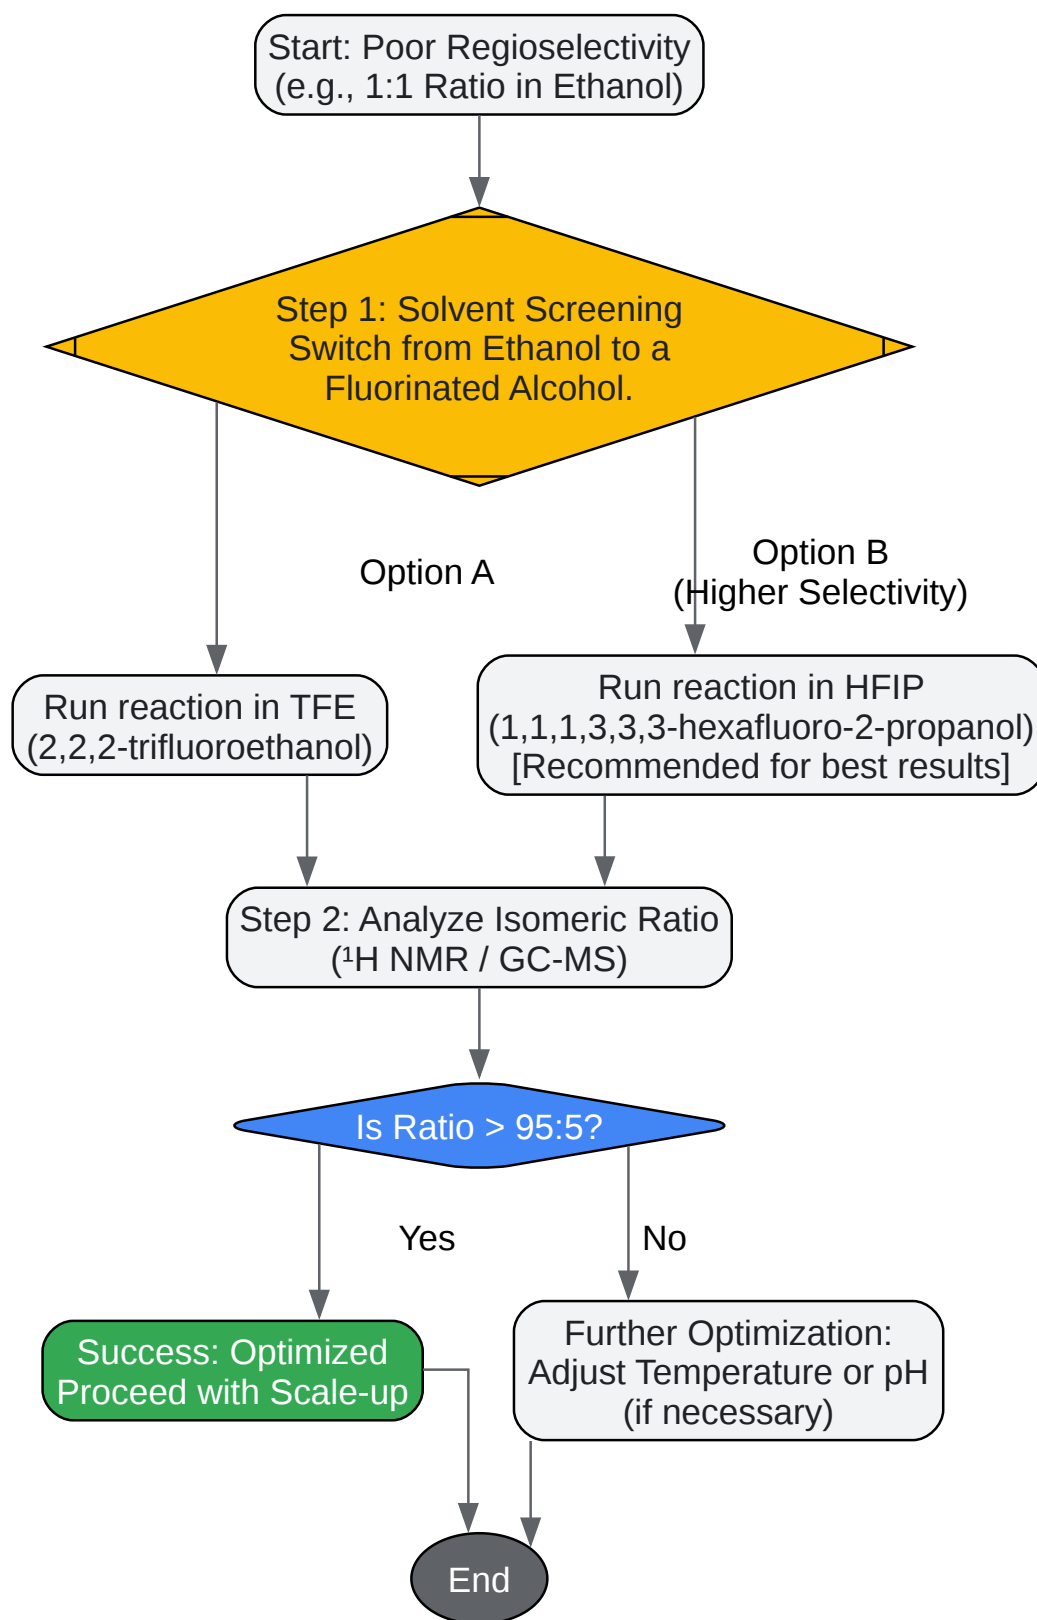 Start: Poor Regioselectivity
(e.g., 1:1 Ratio in Ethanol)
Step 1: Solvent Screening
Switch from Ethanol to a
Fluorinated Alcohol.
Option A
Option B
(Higher Selectivity)
Run reaction in TFE
(2,2,2-trifluoroethanol)
Run reaction in HFIP
(1,1,1,3,3,3-hexafluoro-2-propanol)
[Recommended for best results]
Step 2: Analyze Isomeric Ratio
(¹H NMR / GC-MS)
Is Ratio > 95:5?
Yes
No
Success: Optimized
Proceed with Scale-up
Further Optimization:
Adjust Temperature or pH
(if necessary)
End